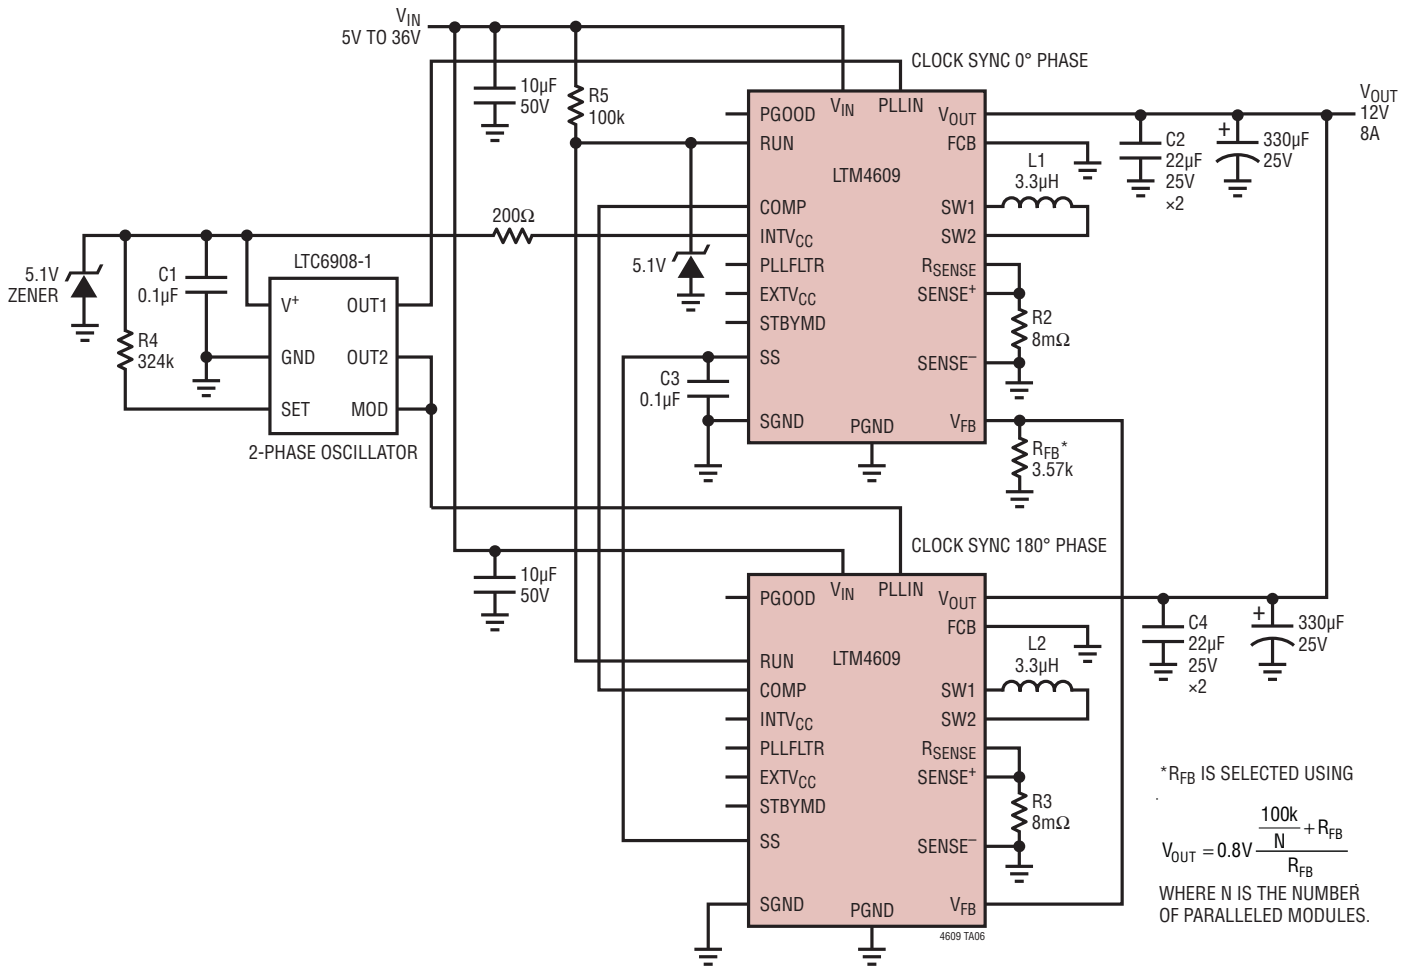 VIN
5V TO 36V
CLOCK SYNC 0° PHASE
10µF
50V
R5
100k
VOUT
12V
8A
PGOOD
VIN
PLLIN
VOUT
RUN
FCB
LTM4609
L1
3.3µH
C2
22µF
25V
×2
+
330µF
25V
COMP
SW1
200Ω
INTVCC
SW2
5.1V
ZENER
C1
0.1µF
LTC6908-1
5.1V
PLLFLTR
RSENSE
EXTVCC
SENSE+
V+
OUT1
STBYMD
R2
8mΩ
R4
324k
GND
OUT2
SS
SENSE–
C3
0.1µF
SET
MOD
SGND
PGND
VFB
2-PHASE OSCILLATOR
RFB*
3.57k
CLOCK SYNC 180° PHASE
10µF
50V
PGOOD
VIN
PLLIN
VOUT
FCB
RUN
LTM4609
L2
3.3µH
C4
22µF
25V
×2
+
330µF
25V
COMP
SW1
INTVCC
SW2
PLLFLTR
RSENSE
EXTVCC
SENSE+
STBYMD
R3
8mΩ
SS
SENSE–
SGND
PGND
VFB
4609 TA06
*RFB IS SELECTED USING
VOUT = 0.8V (100k/N + RFB)/RFB
WHERE N IS THE NUMBER
OF PARALLELED MODULES.